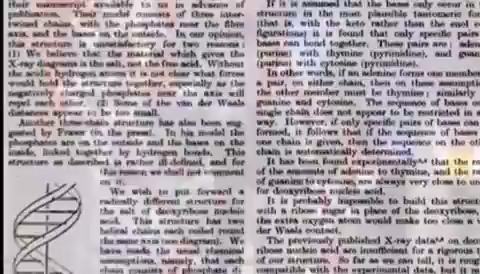 their manuscript available to us in advance of
publication. Their model consists of three inter-
twined chains, with the phosphates near the fibre
axis, and the bases on the outside. In our opinion,
this structure is unsatisfactory for two reasons :
(1) We believe that the material which gives the
X-ray diagrams is the salt, not the free acid. Without
the acidic hydrogen atoms it is not clear what forces
would hold the structure together, especially as the
negatively charged phosphates near the axis will
repel each other. (2) Some of the van der Waals
distances appear to be too small.
Another three-chain structure has also been sug-
gested by Fraser (in the press). In his model the
phosphates are on the outside and the bases on the
inside, linked together by hydrogen bonds. This
structure as described is rather ill-defined, and for
this reason we shall not comment
on it.
We wish to put forward a
radically different structure for
the salt of deoxyribose nucleic
acid. This structure has two
helical chains each coiled round
the same axis (see diagram). We
have made the usual chemical
assumptions, namely, that each
chain consists of phosphate di-
If it is assumed that the bases only occur in
structure in the most plausible tautomeric for
(that is, with the keto rather than the enol
figurations) it is found that only specific pairs
bases can bond together. These pairs are : aden
(purine) with thymine (pyrimidine), and guan
(purine) with cytosine (pyrimidine).
In other words, if an adenine forms one member
a pair, on either chain, then on these assumption
the other member must be thymine ; similarly
guanine and cytosine. The sequence of bases on
single chain does not appear to be restricted in a
way. However, if only specific pairs of bases can
formed, it follows that if the sequence of bases
one chain is given, then the sequence on the oth
chain is automatically determined.
It has been found experimentally that the ra
of the amounts of adenine to thymine, and the ra
of guanine to cytosine, are always very close to un
for deoxyribose nucleic acid.
It is probably impossible to build this struct
with a ribose sugar in place of the deoxyribose,
the extra oxygen atom would make too close a
der Waals contact.
The previously published X-ray data on deox
ribose nucleic acid are insufficient for a rigorous t
of our structure. So far as we can tell, it is rou
compatible with the experimental data, but it m